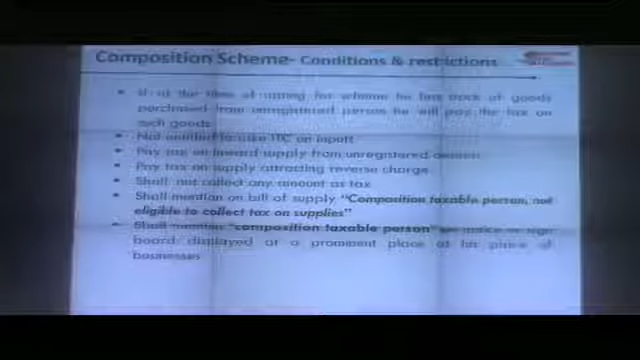 Composition Scheme- Conditions & restrictions
• If at the time of opting for scheme he has stock of goods
purchased from unregistered person he will pay the tax on
such goods
• Not entitled to take ITC on inputs
• Pay tax on inward supply from unregistered
• Pay tax on supply attracting reverse charge
• Shall not collect any amount as tax
• Shall mention on bill of supply "Composition taxable person, not
eligible to collect tax on supplies"
• Shall mention "composition taxable person" on notice or sign
board displayed at a prominent place at his place of
businesses